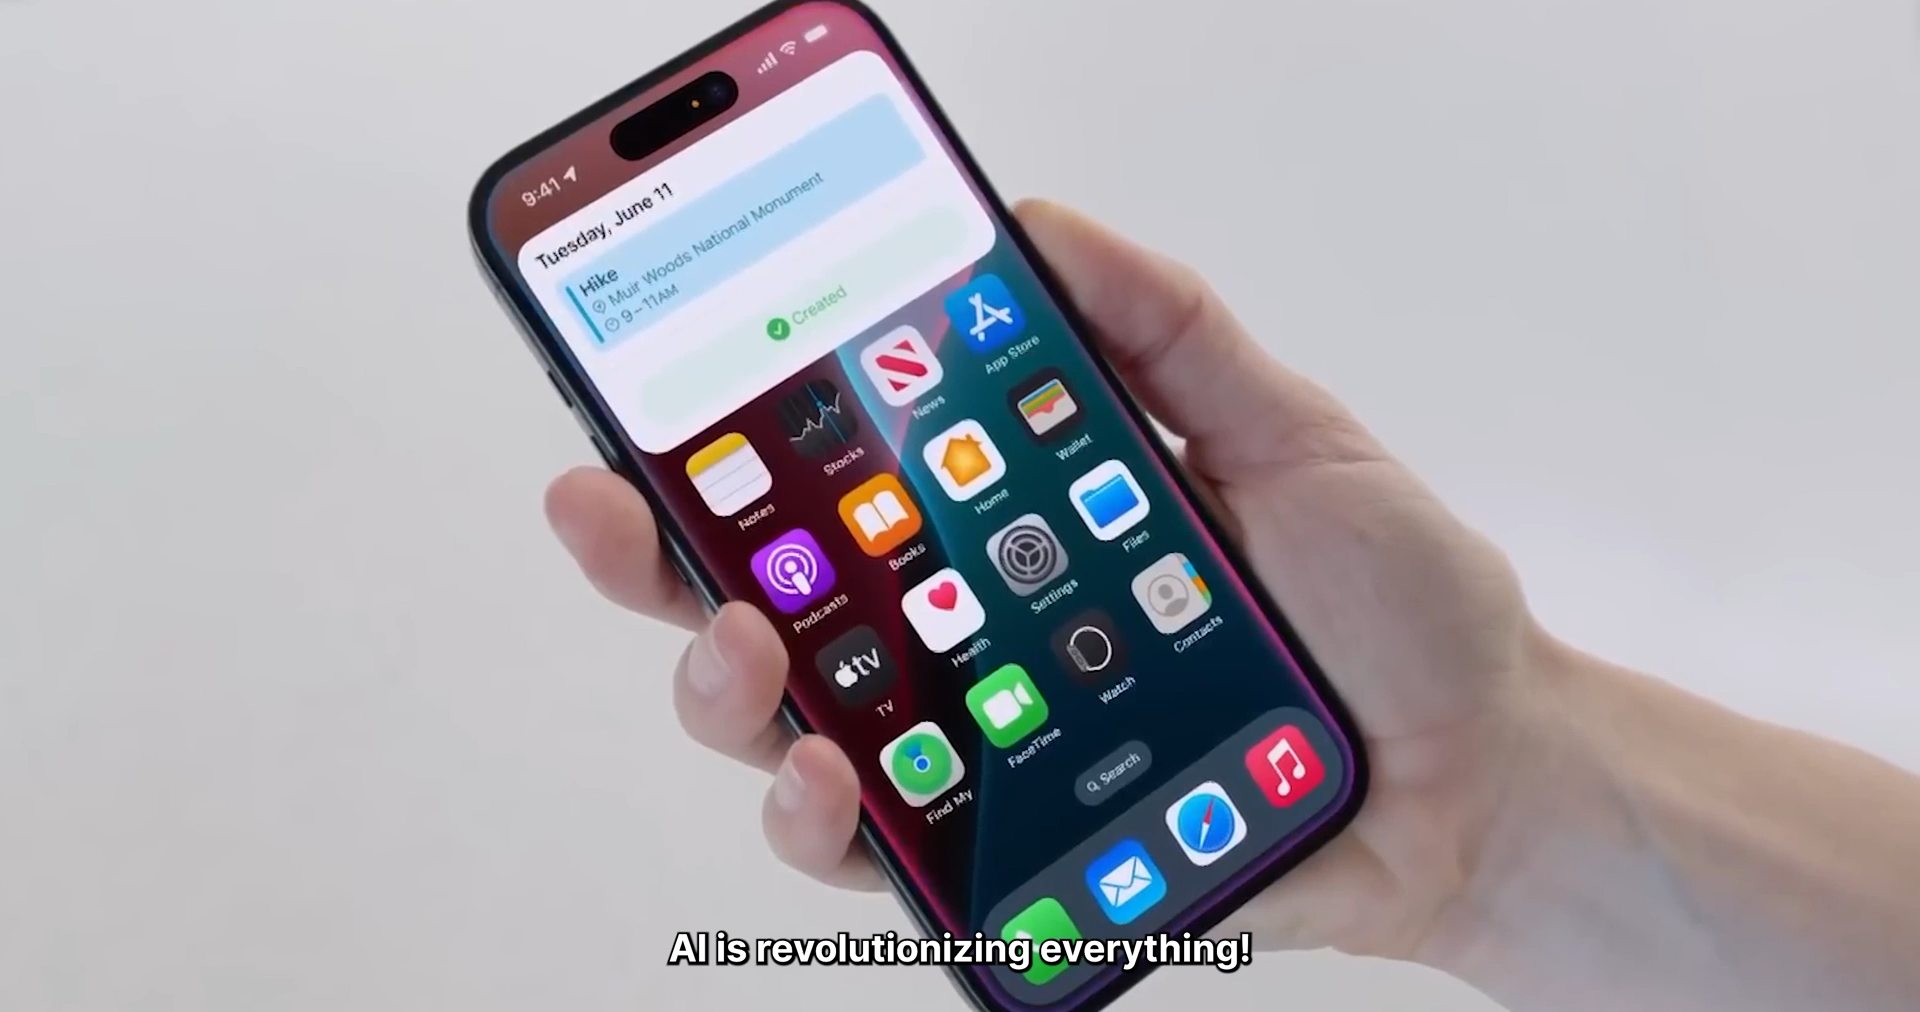 9:41
Tuesday, June 11
Hike
Muir Woods National Monument
9–11AM
Created
Notes
Stocks
News
App Store
Podcasts
Books
Home
Wallet
TV
Health
Settings
Files
Find My
FaceTime
Watch
Contacts
tv
Search
AI is revolutionizing everything!